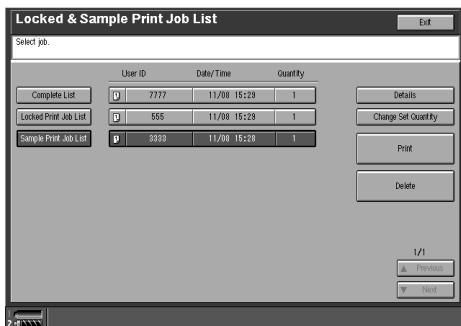 Locked & Sample Print Job List
Exit
Select job.
User ID Date/Time Quantity
Complete List 7777 11/08 15:29 1 Details
Locked Print Job List 555 11/08 15:29 1 Change Set Quantity
Sample Print Job List 3333 11/08 15:28 1
Print
Delete
1/1
▲ Previous
▼ Next
1
2